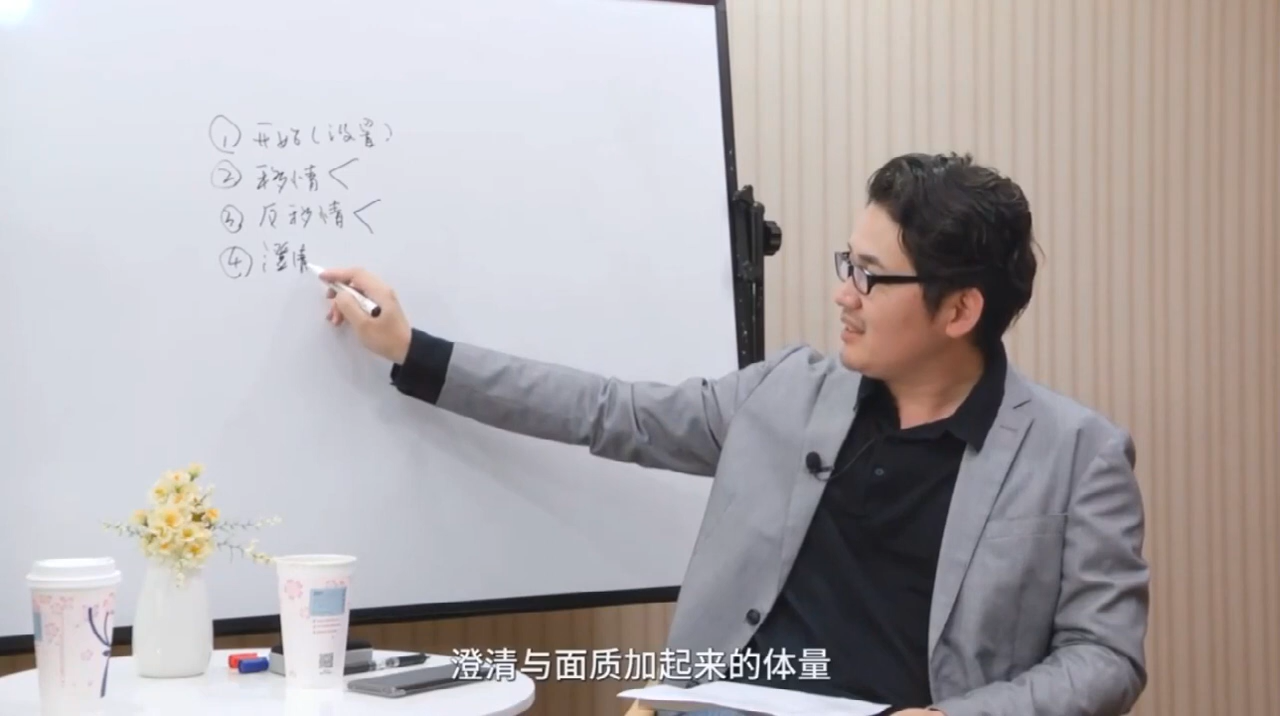 ① 开始(设置)
② 移情<
③ 反移情<
④ 澄清
澄清与面质加起来的体量